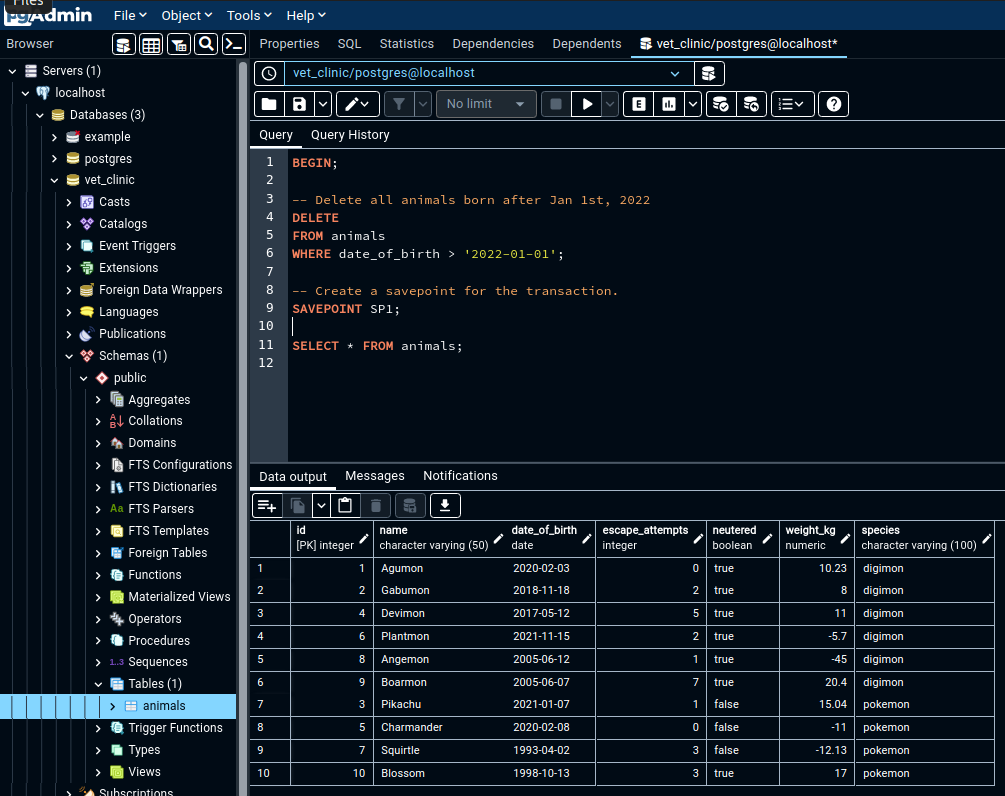 Files
pgAdmin File Object Tools Help
Browser
Properties SQL Statistics Dependencies Dependents vet_clinic/postgres@localhost*
Servers (1)
localhost
Databases (3)
example
postgres
vet_clinic
Casts
Catalogs
Event Triggers
Extensions
Foreign Data Wrappers
Languages
Publications
Schemas (1)
public
Aggregates
Collations
Domains
FTS Configurations
FTS Dictionaries
FTS Parsers
FTS Templates
Foreign Tables
Functions
Materialized Views
Operators
Procedures
Sequences
Tables (1)
animals
Trigger Functions
Types
Views
Subscriptions
vet_clinic/postgres@localhost
No limit
Query Query History
1 BEGIN;
2
3 -- Delete all animals born after Jan 1st, 2022
4 DELETE
5 FROM animals
6 WHERE date_of_birth > '2022-01-01';
7
8 -- Create a savepoint for the transaction.
9 SAVEPOINT SP1;
10
11 SELECT * FROM animals;
12
Data output Messages Notifications
id name date_of_birth escape_attempts neutered weight_kg species
[PK] integer character varying (50) date integer boolean numeric character varying (100)
1 1 Agumon 2020-02-03 0 true 10.23 digimon
2 2 Gabumon 2018-11-18 2 true 8 digimon
3 4 Devimon 2017-05-12 5 true 11 digimon
4 6 Plantmon 2021-11-15 2 true -5.7 digimon
5 8 Angemon 2005-06-12 1 true -45 digimon
6 9 Boarmon 2005-06-07 7 true 20.4 digimon
7 3 Pikachu 2021-01-07 1 false 15.04 pokemon
8 5 Charmander 2020-02-08 0 false -11 pokemon
9 7 Squirtle 1993-04-02 3 false -12.13 pokemon
10 10 Blossom 1998-10-13 3 true 17 pokemon